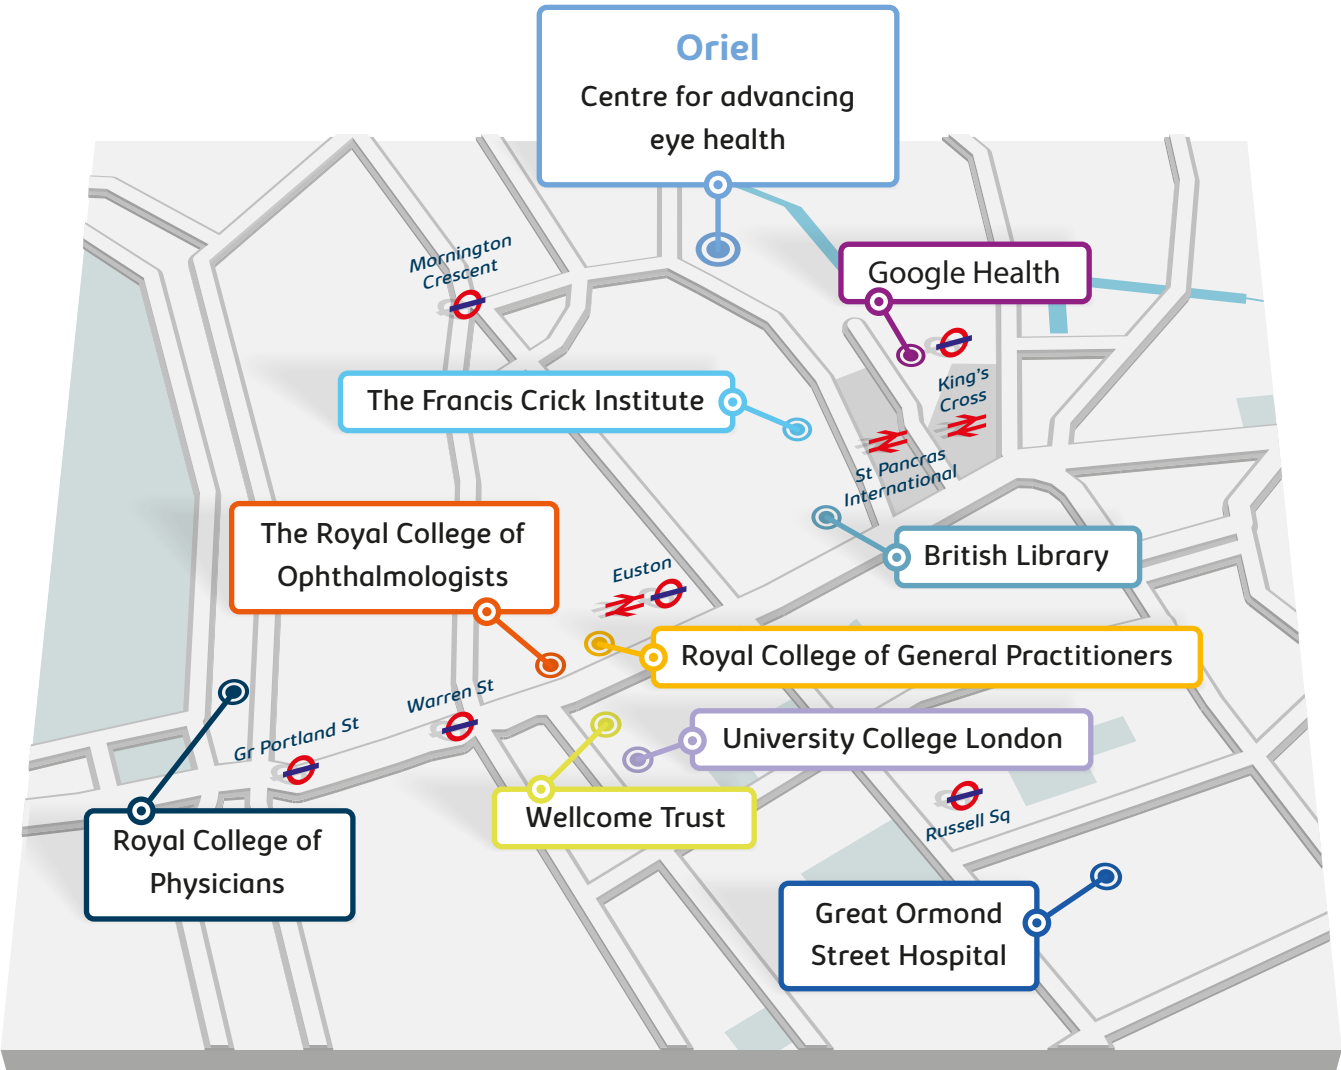 Oriel
Centre for advancing
eye health
Mornington
Crescent
Google Health
King's
Cross
The Francis Crick Institute
St Pancras
International
The Royal College of
Ophthalmologists
British Library
Euston
Royal College of General Practitioners
Warren St
Gr Portland St
University College London
Wellcome Trust
Russell Sq
Royal College of
Physicians
Great Ormond
Street Hospital